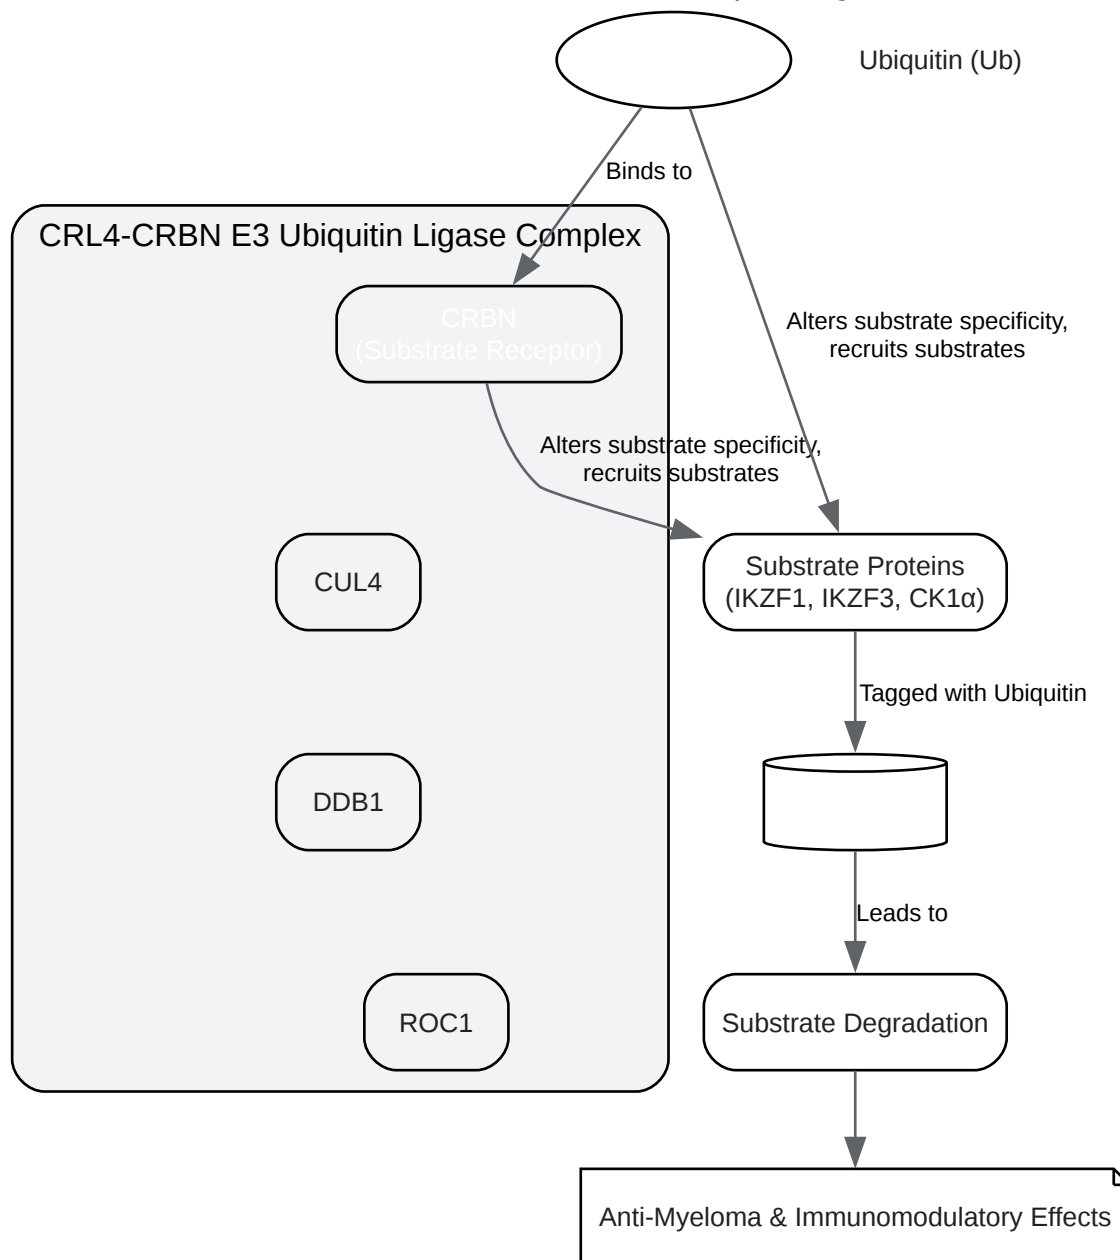 Ubiquitin (Ub)
Binds to
CRL4-CRBN E3 Ubiquitin Ligase Complex
CRBN
(Substrate Receptor)
Alters substrate specificity,
recruits substrates
Alters substrate specificity,
recruits substrates
CUL4
Substrate Proteins
(IKZF1, IKZF3, CK1α)
Tagged with Ubiquitin
DDB1
Leads to
ROC1
Substrate Degradation
Anti-Myeloma & Immunomodulatory Effects